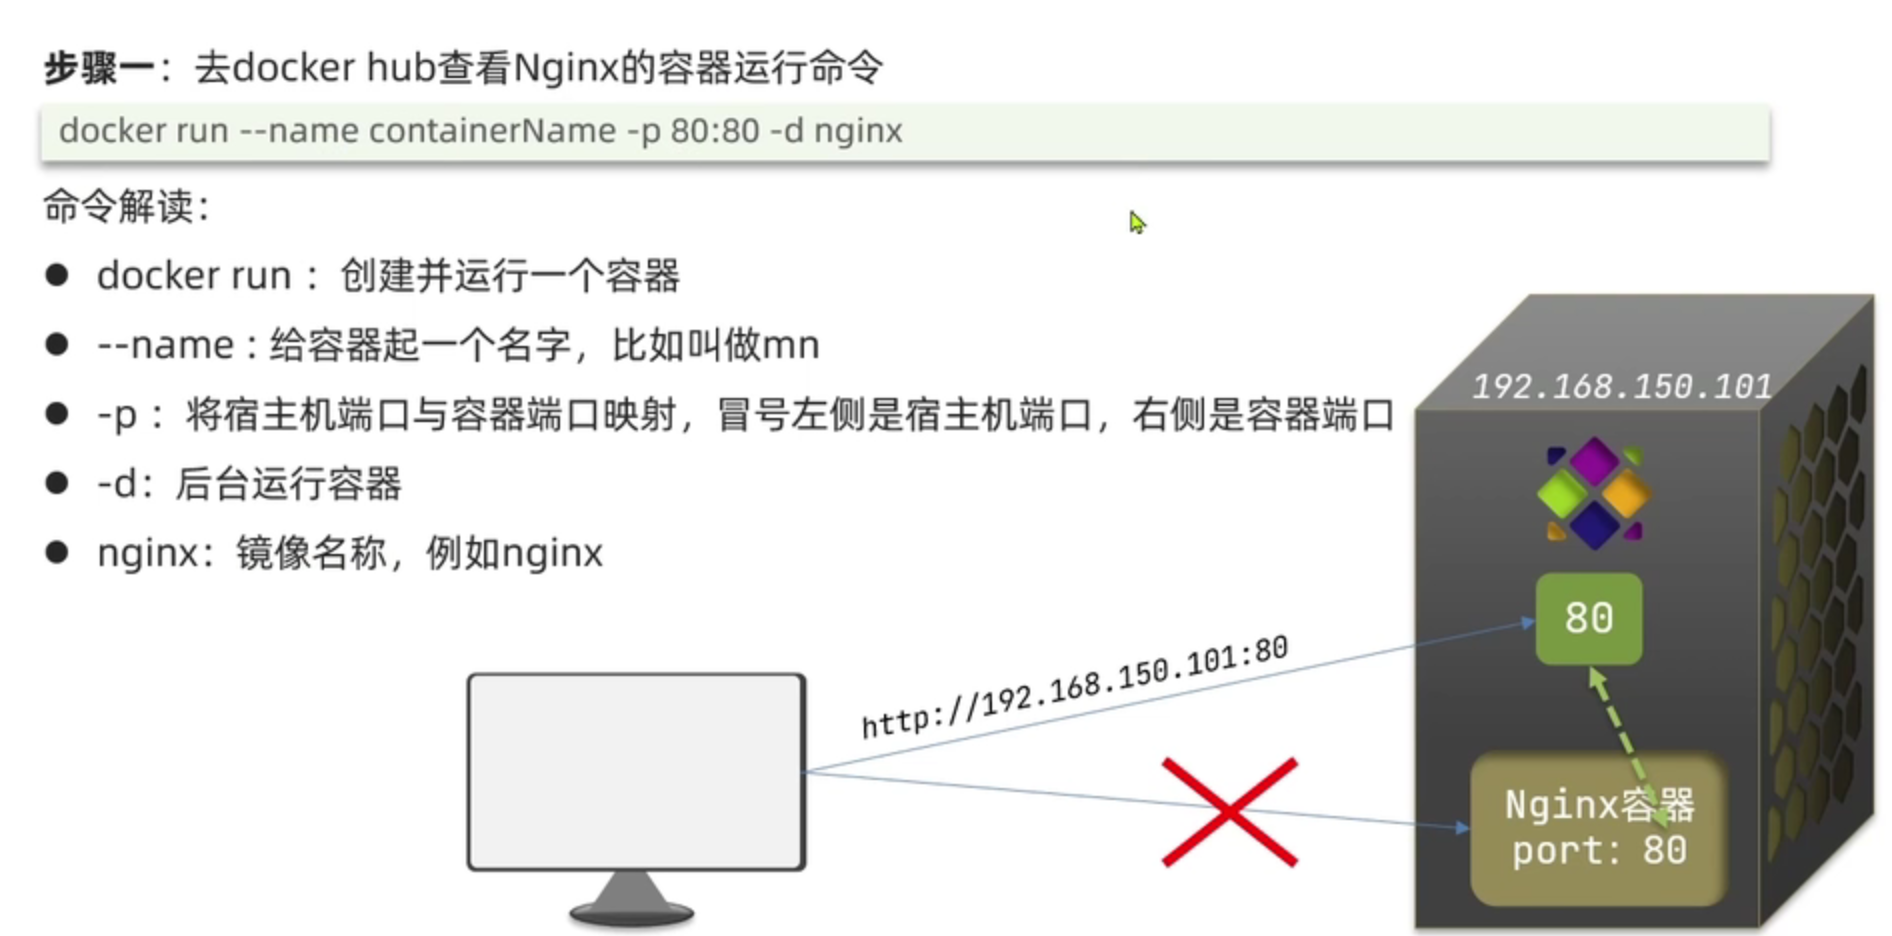 步骤一：去docker hub查看Nginx的容器运行命令
docker run --name containerName -p 80:80 -d nginx
命令解读：
● docker run ：创建并运行一个容器
● --name : 给容器起一个名字，比如叫做mn
● -p ：将宿主机端口与容器端口映射，冒号左侧是宿主机端口，右侧是容器端口
● -d：后台运行容器
● nginx：镜像名称，例如nginx
192.168.150.101
80
http://192.168.150.101:80
Nginx容器
port: 80